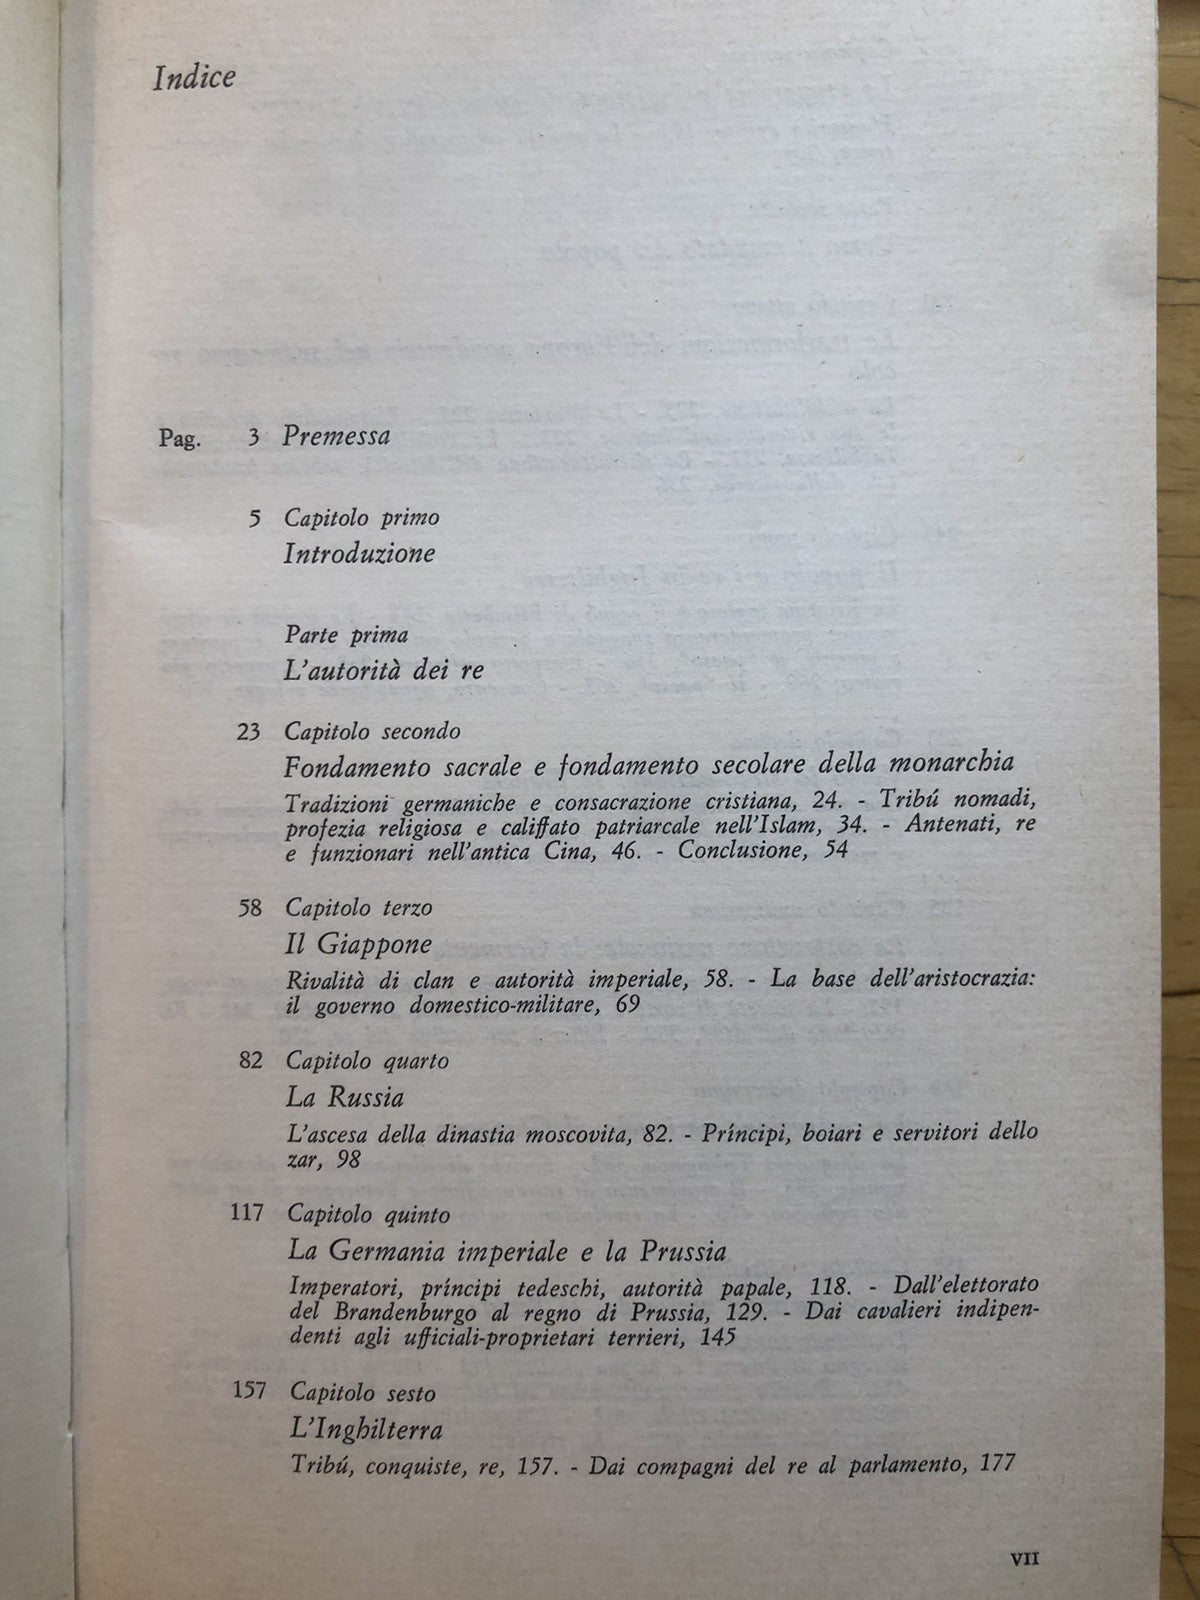 Indice
Pag. 3 Premessa
5 Capitolo primo
Introduzione
Parte prima
L'autorità dei re
23 Capitolo secondo
Fondamento sacrale e fondamento secolare della monarchia
Tradizioni germaniche e consacrazione cristiana, 24. - Tribú nomadi,
profezia religiosa e califfato patriarcale nell'Islam, 34. - Antenati, re
e funzionari nell'antica Cina, 46. - Conclusione, 54
58 Capitolo terzo
Il Giappone
Rivalità di clan e autorità imperiale, 58. - La base dell'aristocrazia:
il governo domestico-militare, 69
82 Capitolo quarto
La Russia
L'ascesa della dinastia moscovita, 82. - Príncipi, boiari e servitori dello
zar, 98
117 Capitolo quinto
La Germania imperiale e la Prussia
Imperatori, príncipi tedeschi, autorità papale, 118. - Dall'elettorato
del Brandenburgo al regno di Prussia, 129. - Dai cavalieri indipen-
denti agli ufficiali-proprietari terrieri, 145
157 Capitolo sesto
L'Inghilterra
Tribú, conquiste, re, 157. - Dai compagni del re al parlamento, 177
VII